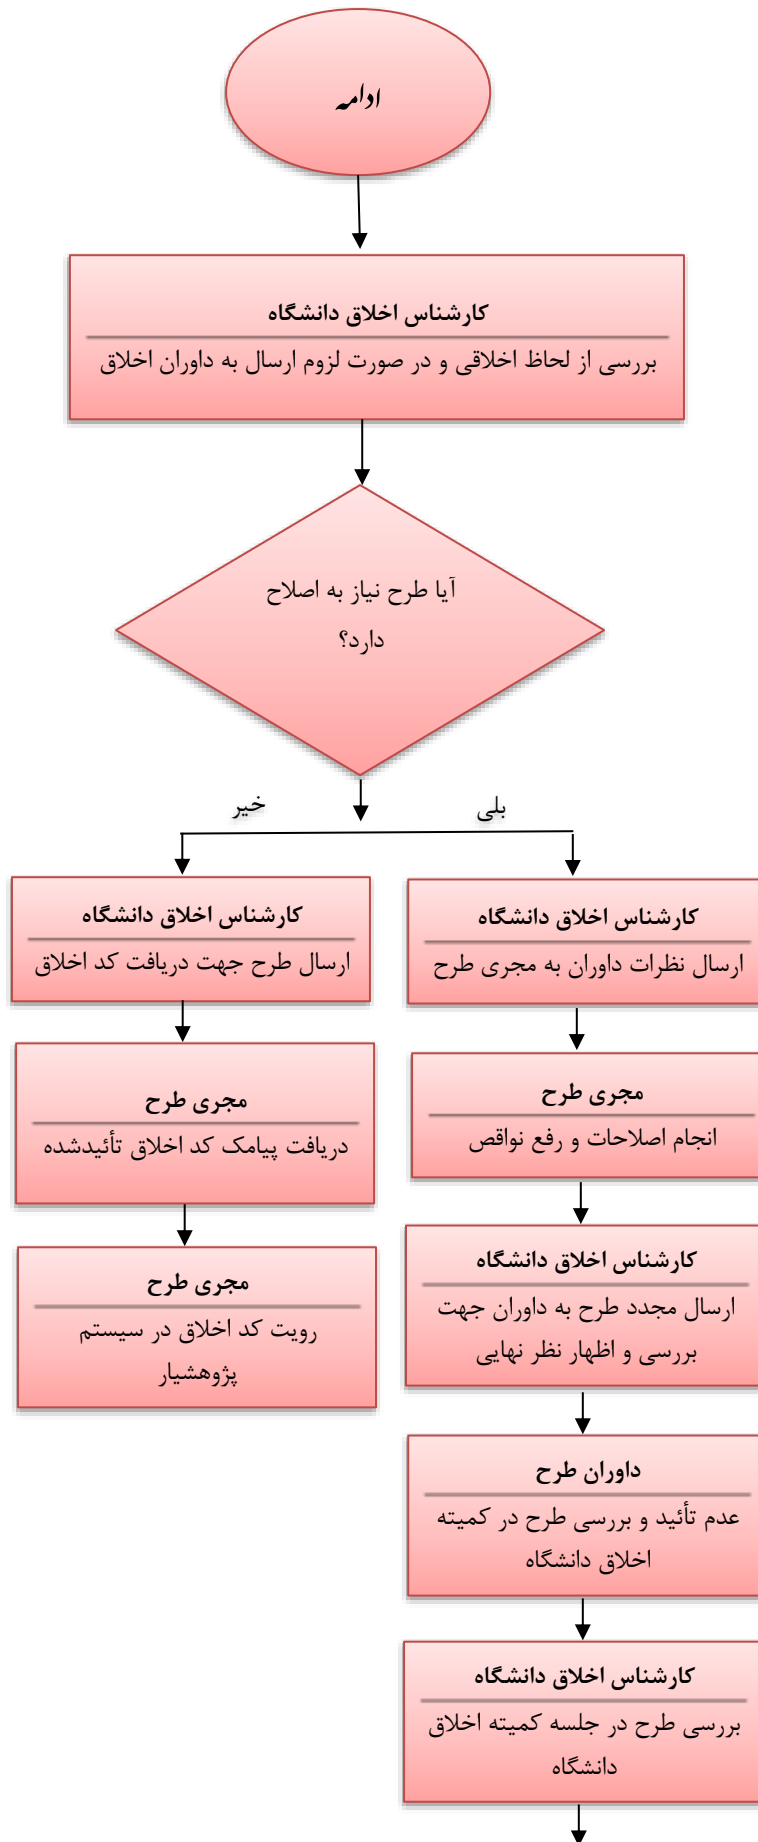 ادامه
کارشناس اخلاق دانشگاه
بررسی از لحاظ اخلاقی و در صورت لزوم ارسال به داوران اخلاق
آیا طرح نیاز به اصلاح
دارد؟
بلی
خیر
کارشناس اخلاق دانشگاه
ارسال نظرات داوران به مجری طرح
مجری طرح
انجام اصلاحات و رفع نواقص
کارشناس اخلاق دانشگاه
ارسال مجدد طرح به داوران جهت
بررسی و اظهار نظر نهایی
داوران طرح
عدم تأئید و بررسی طرح در کمیته
اخلاق دانشگاه
کارشناس اخلاق دانشگاه
بررسی طرح در جلسه کمیته اخلاق
دانشگاه
کارشناس اخلاق دانشگاه
ارسال طرح جهت دریافت کد اخلاق
مجری طرح
دریافت پیامک کد اخلاق تأئیدشده
مجری طرح
رویت کد اخلاق در سیستم
پژوهشیار